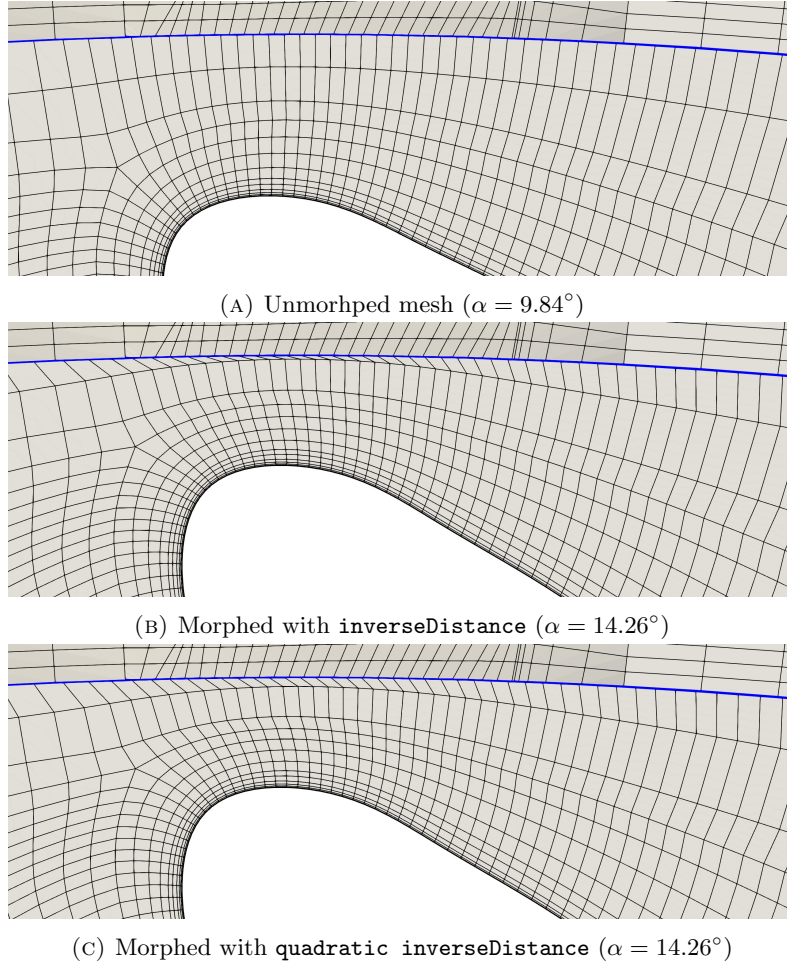 (A) Unmorhped mesh (α = 9.84°)
(B) Morphed with inverseDistance (α = 14.26°)
(C) Morphed with quadratic inverseDistance (α = 14.26°)